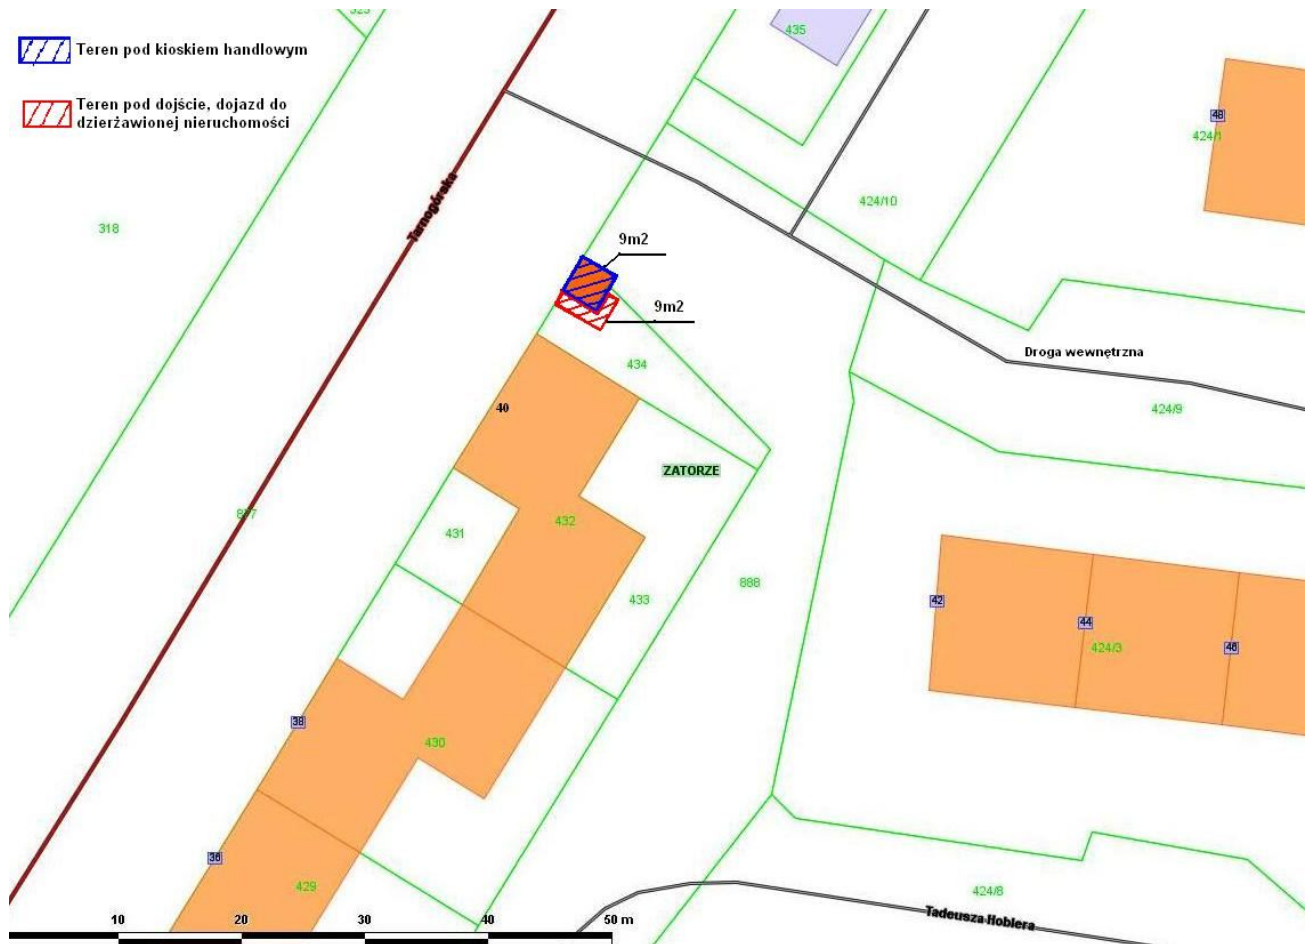 323
435
Teren pod kioskiem handlowym
Teren pod dojście, dojazd do
dzierżawionej nieruchomości
48
424/1
Tarnogórska
318
424/10
9m2
9m2
Droga wewnętrzna
434
40
424/9
ZATORZE
432
431
888
433
42
44
424/3
46
38
430
36
429
424/8
Tadeusza Hoblera
10
20
30
40
50 m